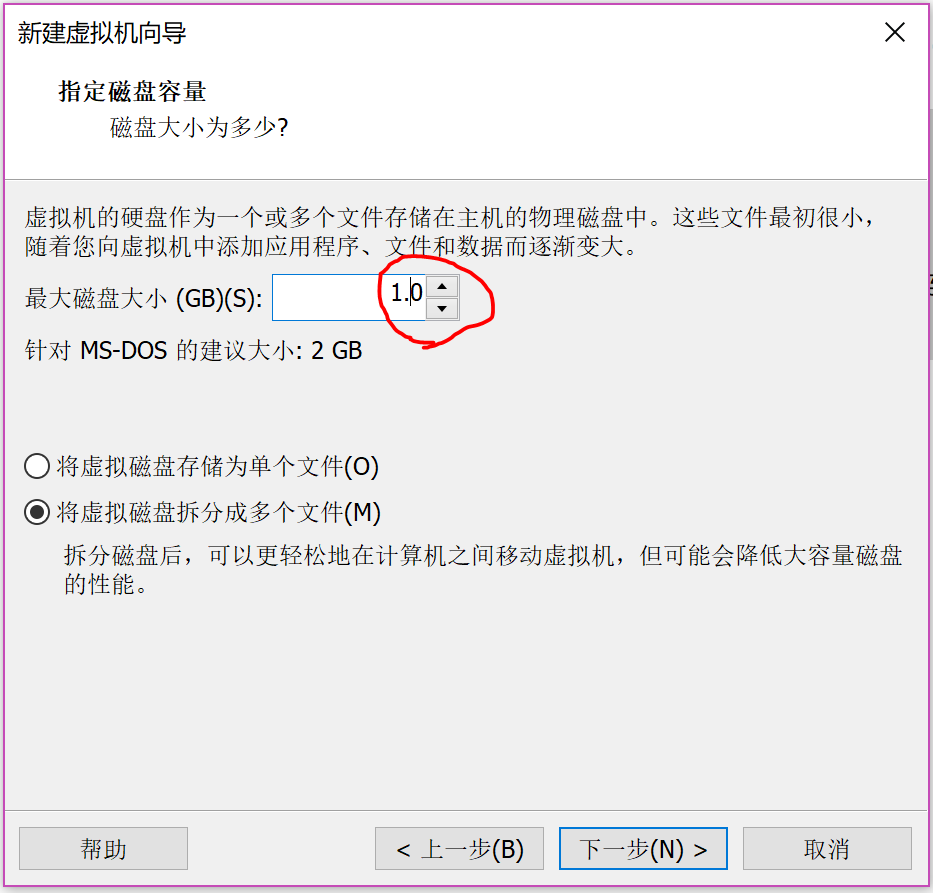 新建虚拟机向导
指定磁盘容量
磁盘大小为多少?
虚拟机的硬盘作为一个或多个文件存储在主机的物理磁盘中。这些文件最初很小，
随着您向虚拟机中添加应用程序、文件和数据而逐渐变大。
最大磁盘大小 (GB)(S): 1.0
针对 MS-DOS 的建议大小: 2 GB
将虚拟磁盘存储为单个文件(O)
将虚拟磁盘拆分成多个文件(M)
拆分磁盘后，可以更轻松地在计算机之间移动虚拟机，但可能会降低大容量磁盘
的性能。
帮助 < 上一步(B) 下一步(N) > 取消